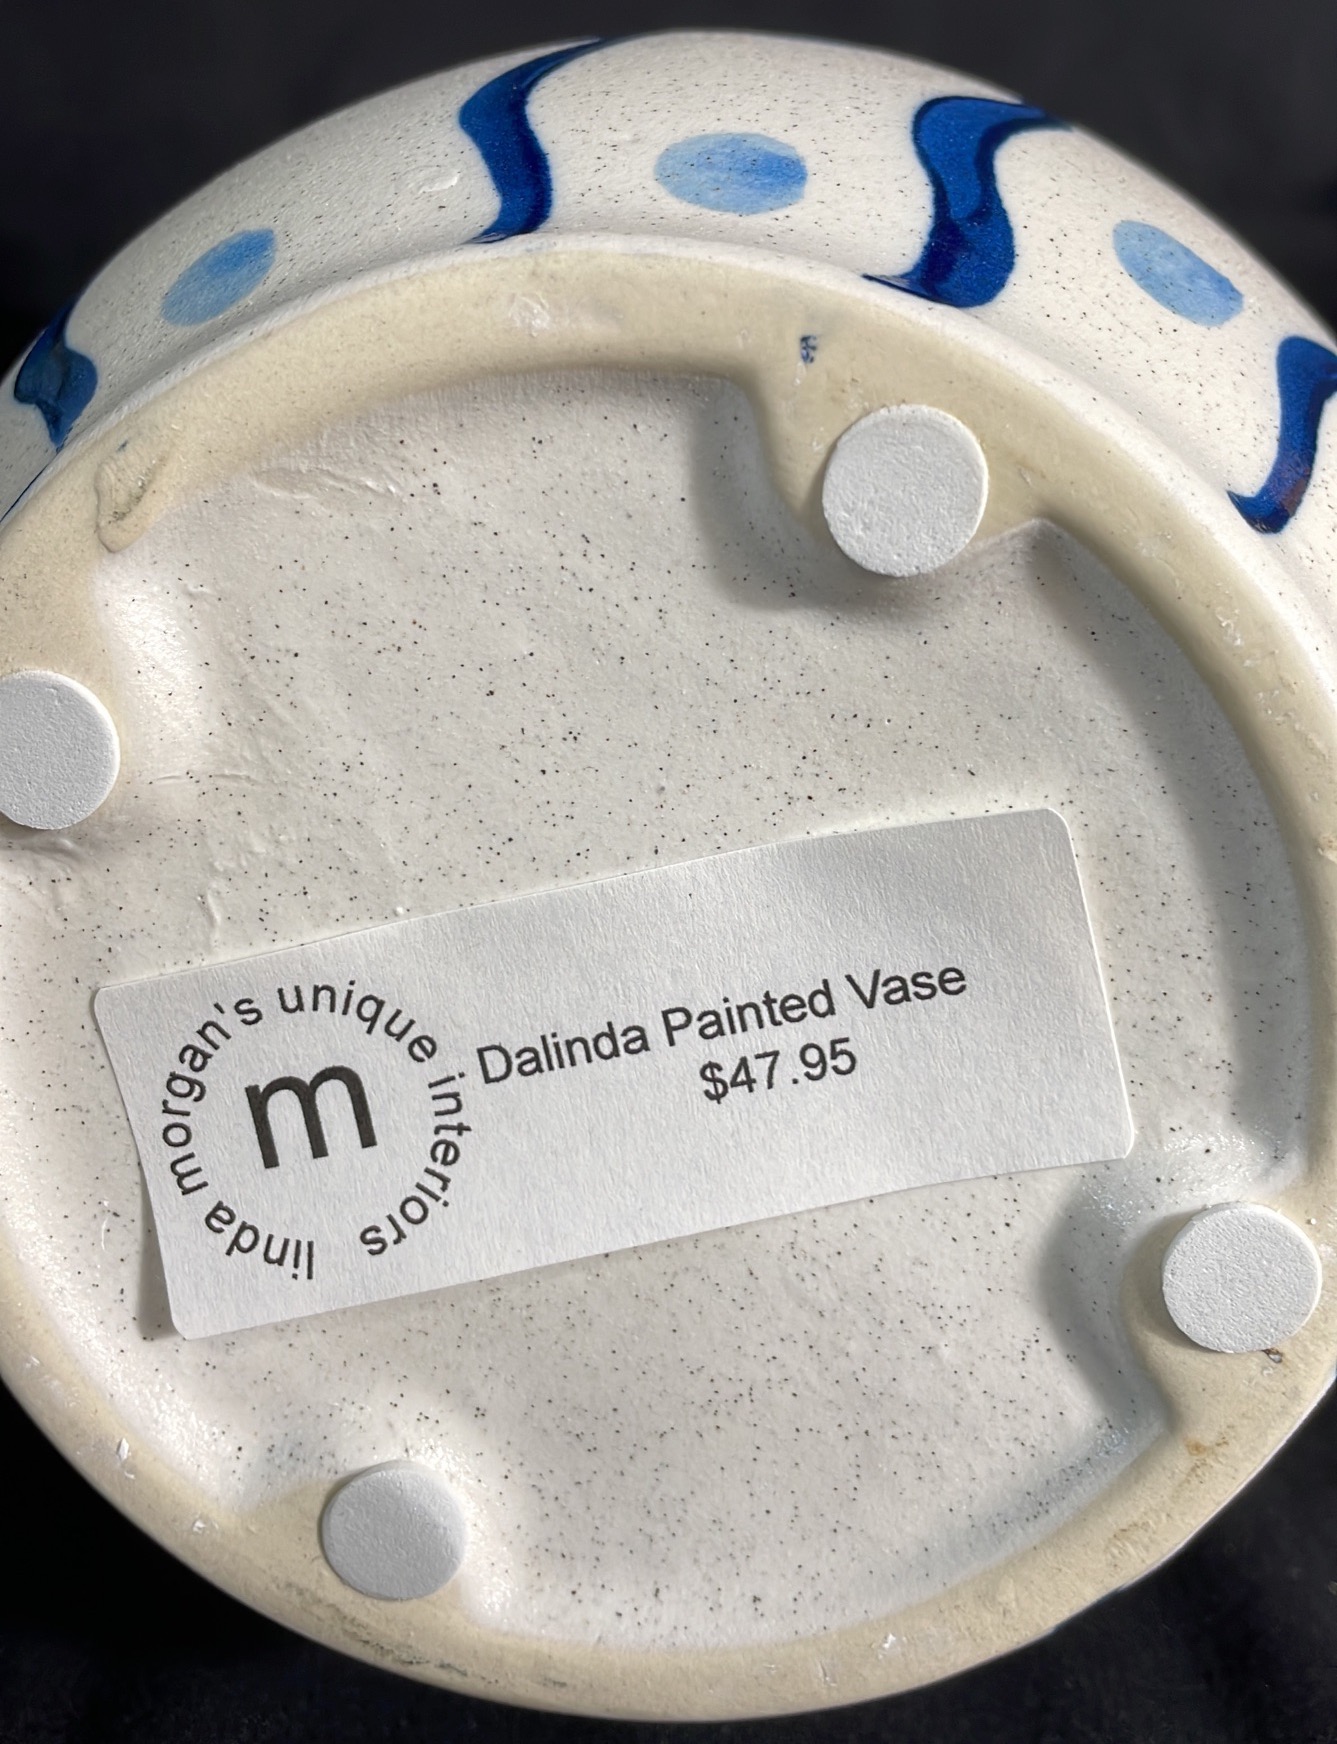 linda morgan's unique interiors
m
Dalinda Painted Vase
$47.95